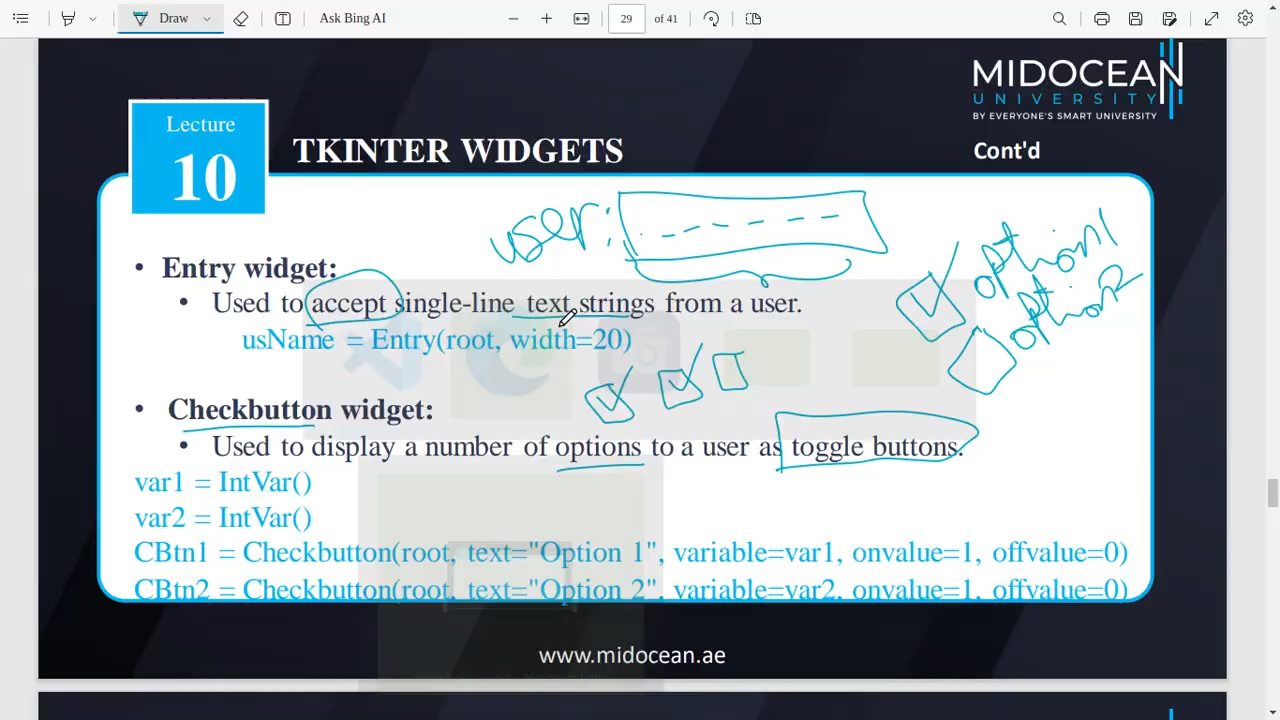 Draw
Ask Bing AI
29 of 41
MIDOCEAN
UNIVERSITY
BY EVERYONE'S SMART UNIVERSITY
Lecture
10
TKINTER WIDGETS
Cont'd
user:
option1
option2
• Entry widget:
• Used to accept single-line text strings from a user.
usName = Entry(root, width=20)
• Checkbutton widget:
• Used to display a number of options to a user as toggle buttons.
var1 = IntVar()
var2 = IntVar()
CBtn1 = Checkbutton(root, text="Option 1", variable=var1, onvalue=1, offvalue=0)
CBtn2 = Checkbutton(root, text="Option 2", variable=var2, onvalue=1, offvalue=0)
www.midocean.ae